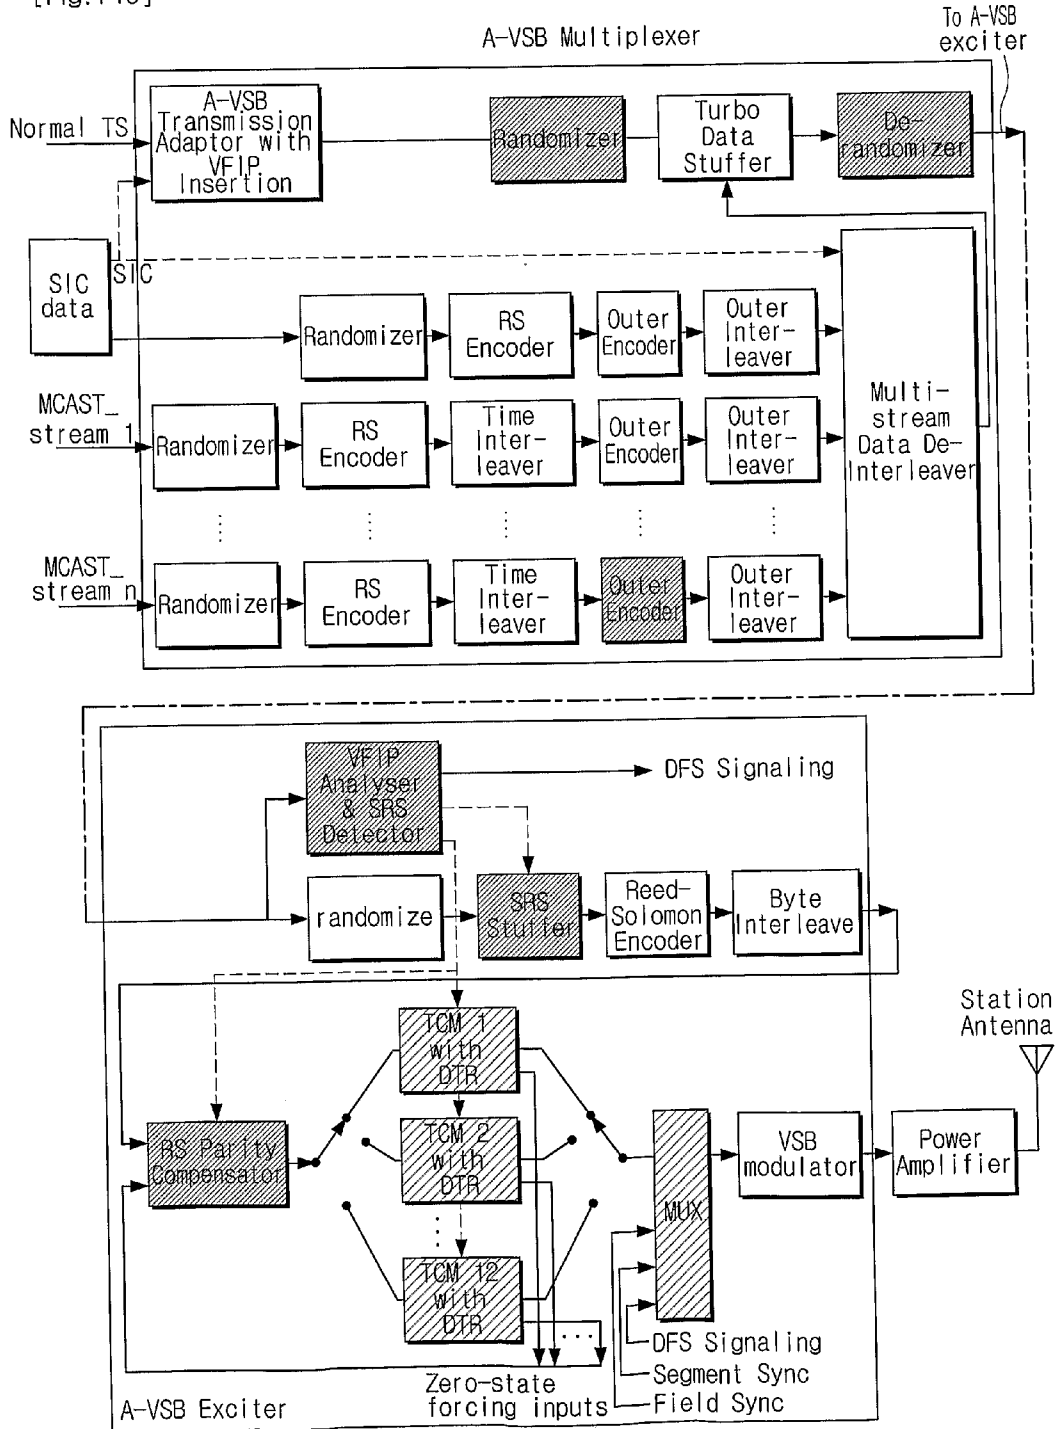 A-VSB Multiplexer
To A-VSB
exciter
Normal TS
A-VSB
Transmission
Adaptor with
VFIP
Insertion
Randomizer
Turbo
Data
Stuffer
De-
randomizer
SIC
SIC
data
Randomizer
RS
Encoder
Outer
Encoder
Outer
Inter-
leaver
Multi-
stream
Data De-
Interleaver
MCAST_
stream 1
Randomizer
RS
Encoder
Time
Inter-
leaver
Outer
Encoder
Outer
Inter-
leaver
MCAST_
stream n
Randomizer
RS
Encoder
Time
Inter-
leaver
Outer
Encoder
Outer
Inter-
leaver
VFIP
Analyser
& SRS
Detector
DFS Signaling
randomize
SRS
Stuffer
Reed-
Solomon
Encoder
Byte
Interleave
Station
Antenna
TCM 1
with
DTR
RS Parity
Compensator
TCM 2
with
DTR
MUX
VSB
modulator
Power
Amplifier
TCM 12
with
DTR
DFS Signaling
Segment Sync
Field Sync
Zero-state
forcing inputs
A-VSB Exciter